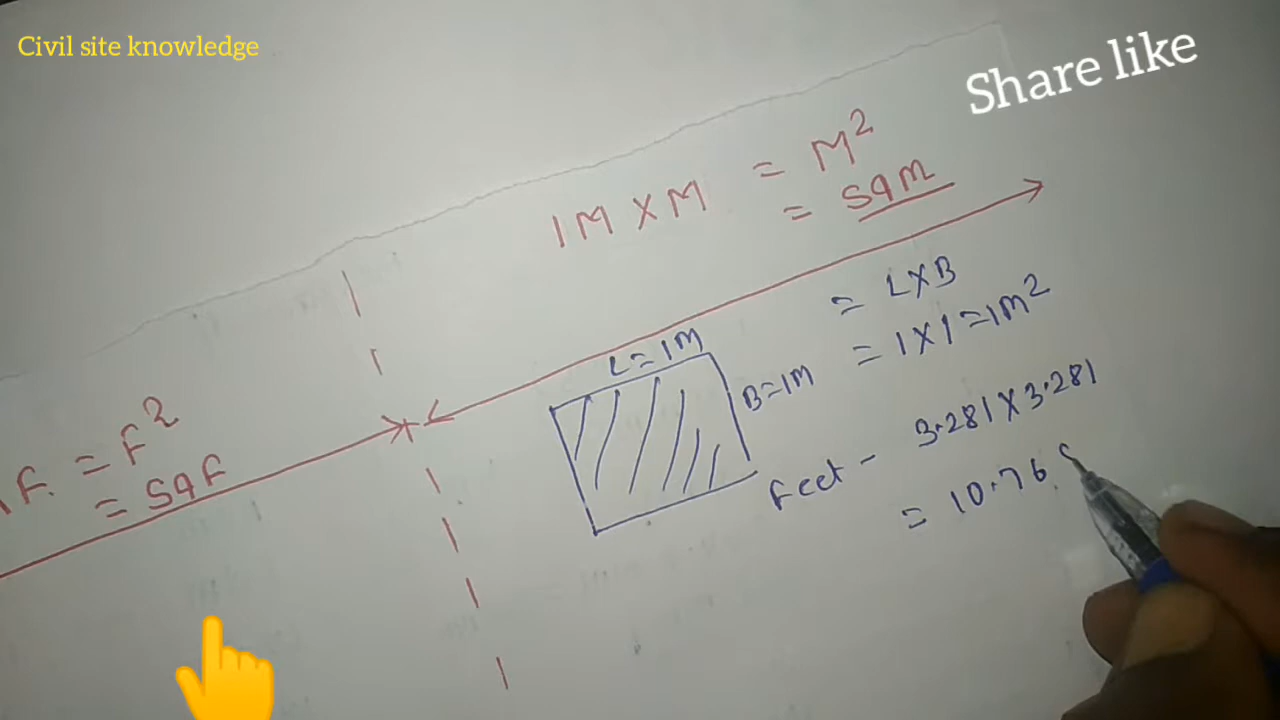 Civil site knowledge
Share like
1M X M = M²
= sqm
F. = F²
= SqF
L = 1M
B = 1M
= L X B
= 1 X 1 = 1M²
Feet - 3.281 X 3.281
= 10.76